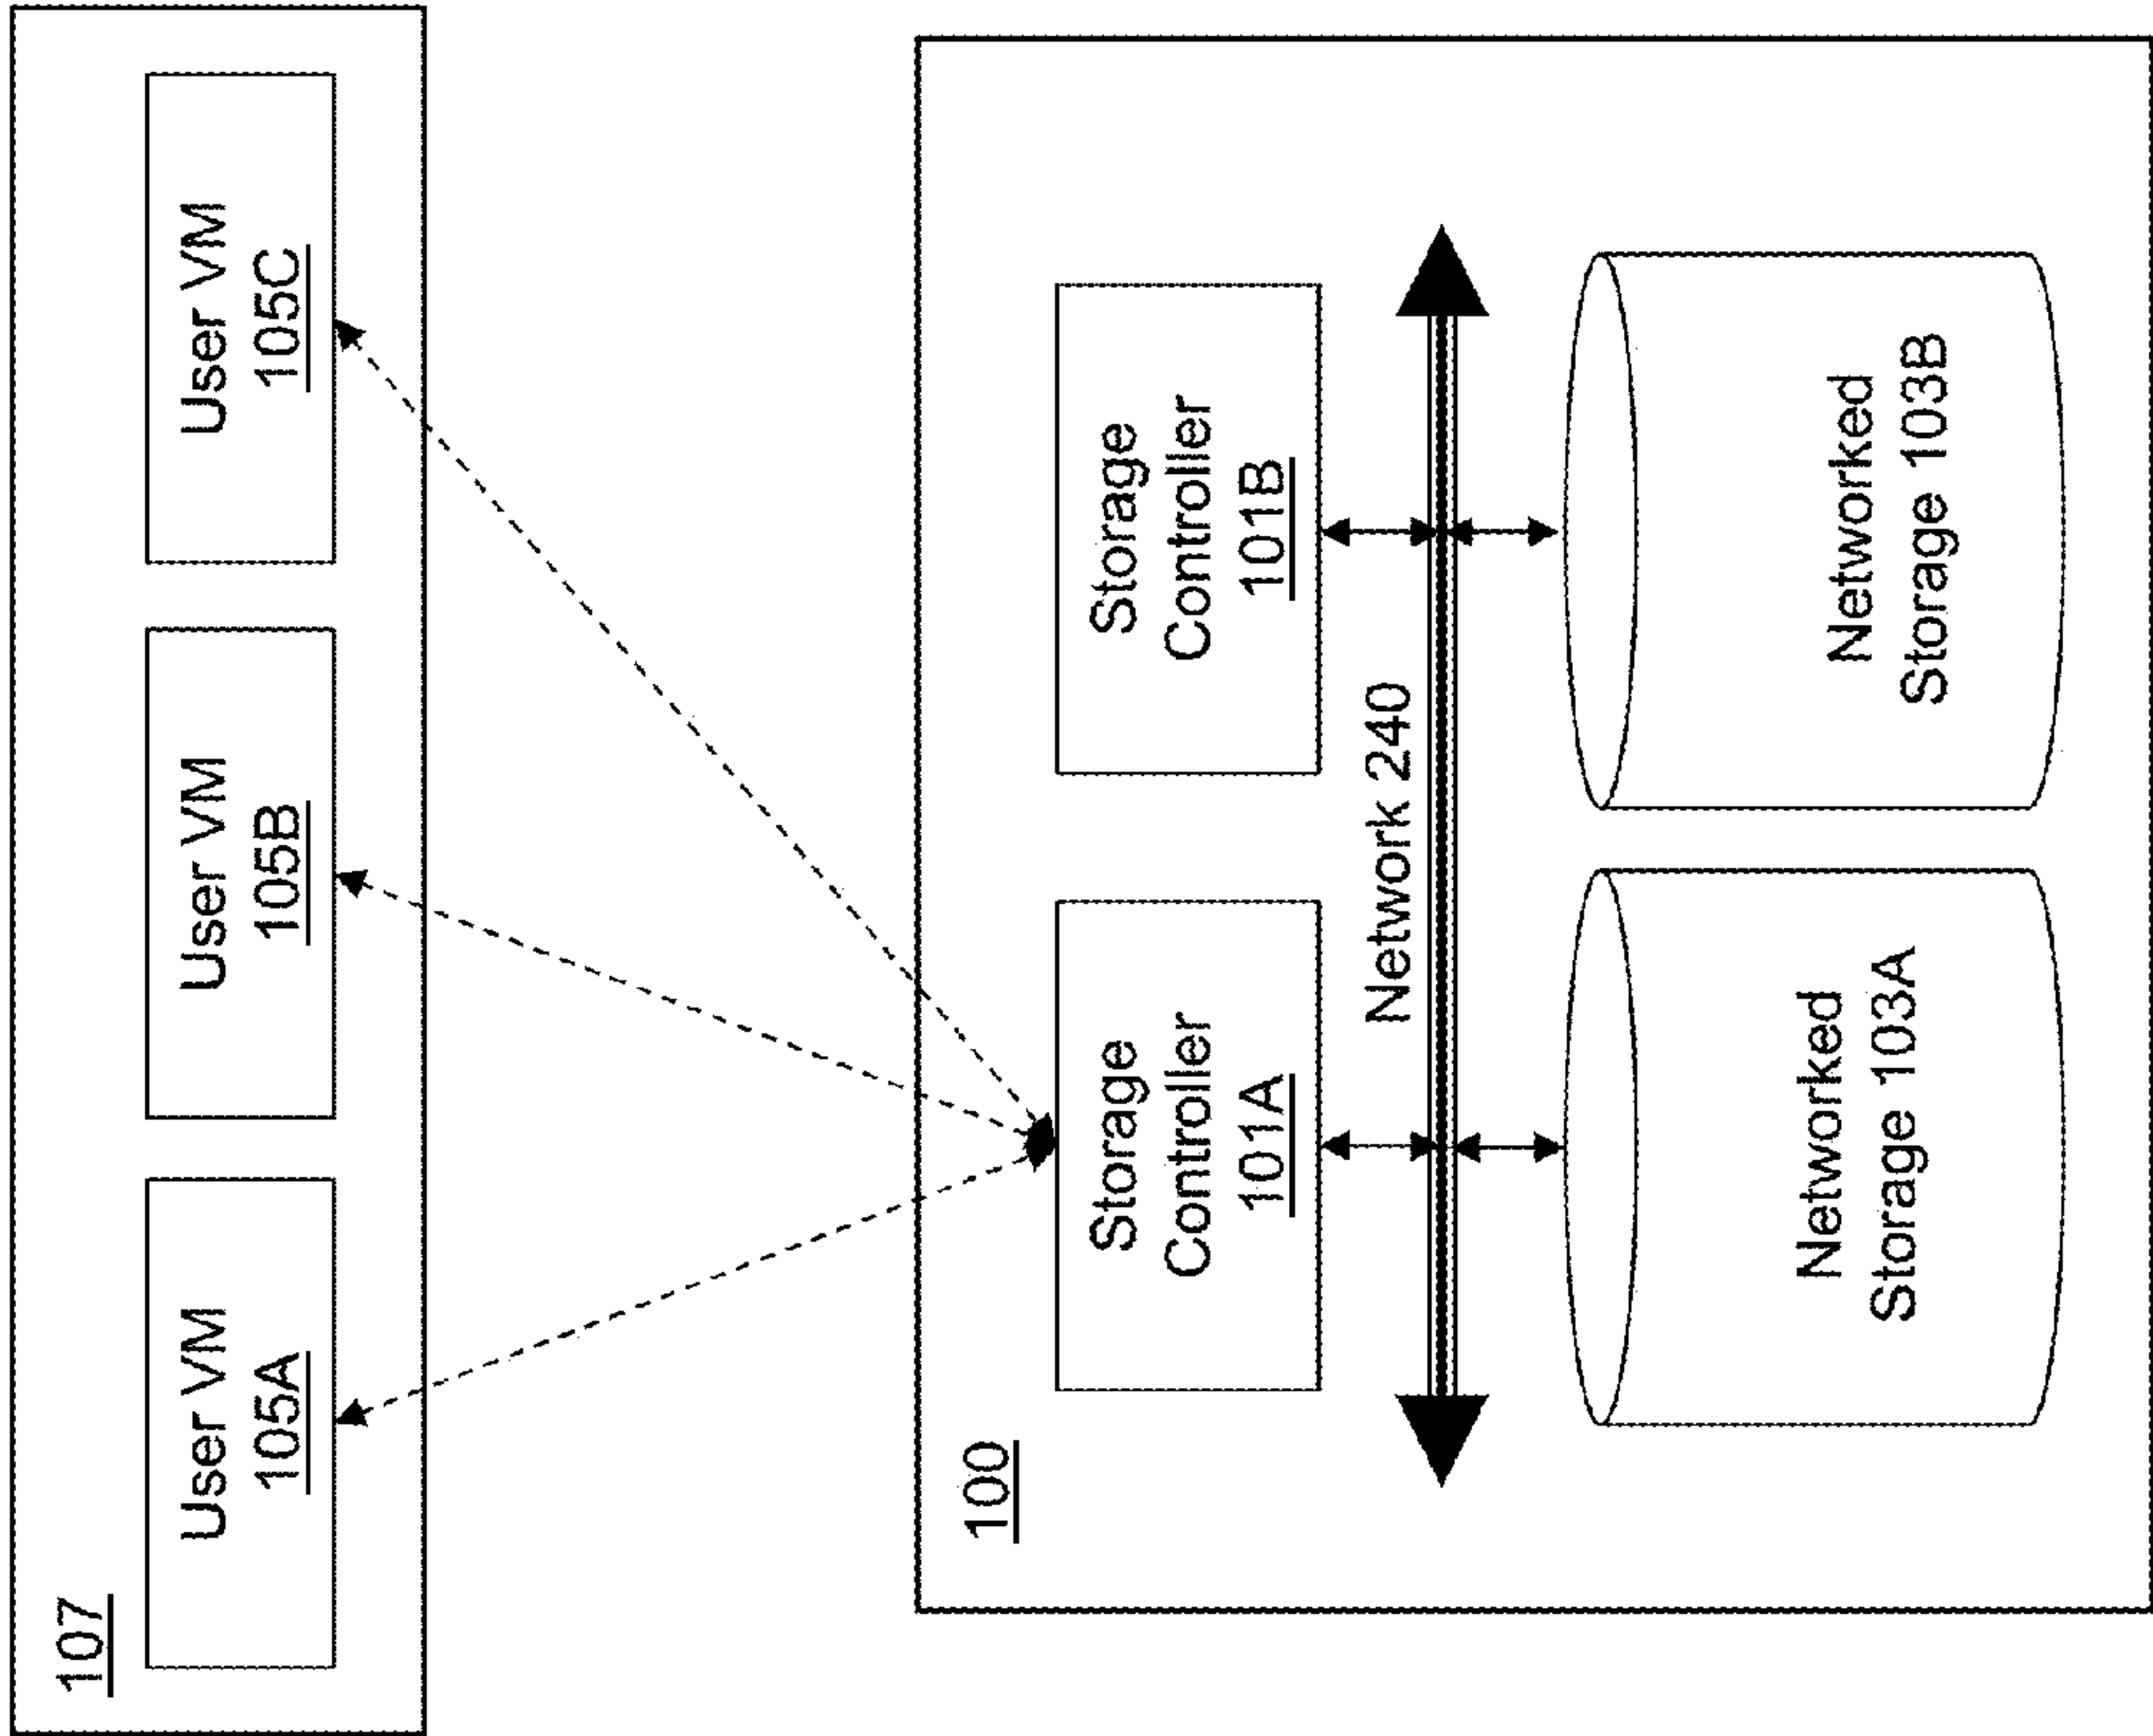 107
User VM
105A
User VM
105B
User VM
105C
100
Storage
Controller
101A
Storage
Controller
101B
Network 240
Networked
Storage 103A
Networked
Storage 103B